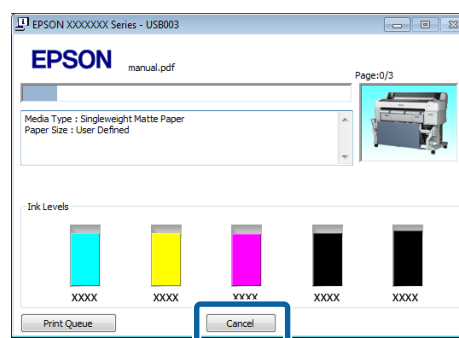 EPSON XXXXXXX Series - USB003
EPSON
manual.pdf
Page:0/3
Media Type : Singleweight Matte Paper
Paper Size : User Defined
Ink Levels
XXXX XXXX XXXX XXXX XXXX
Print Queue Cancel